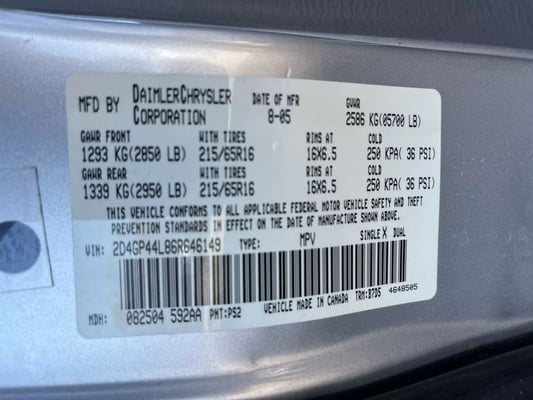 MFD BY DAIMLERCHRYSLER CORPORATION DATE OF MFR 8-05 GVWR 2586 KG(05700 LB)
GAWR FRONT WITH TIRES RIMS AT COLD
1293 KG(2850 LB) 215/65R16 16X6.5 250 KPA( 36 PSI)
GAWR REAR WITH TIRES RIMS AT COLD
1339 KG(2950 LB) 215/65R16 16X6.5 250 KPA( 36 PSI)
THIS VEHICLE CONFORMS TO ALL APPLICABLE FEDERAL MOTOR VEHICLE SAFETY AND THEFT
PREVENTION STANDARDS IN EFFECT ON THE DATE OF MANUFACTURE SHOWN ABOVE
VIN: 2D4GP44L86R646149 TYPE: MPV SINGLE X DUAL
MDH: 082504 592AA PNT:PS2 VEHICLE MADE IN CANADA TRM:B7D5 4648505